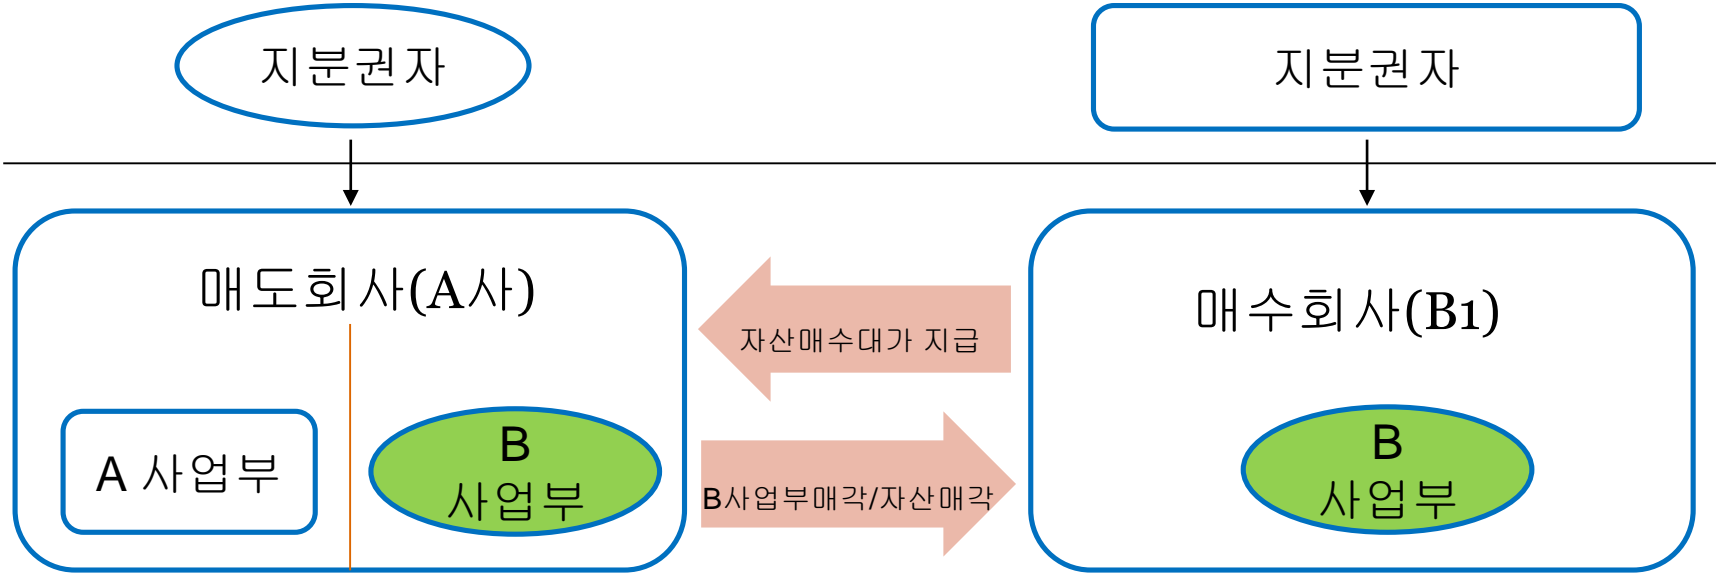 지분권자
지분권자
매도회사(A사)
매수회사(B1)
자산매수대가 지급
A 사업부
B
사업부
B사업부매각/자산매각
B
사업부